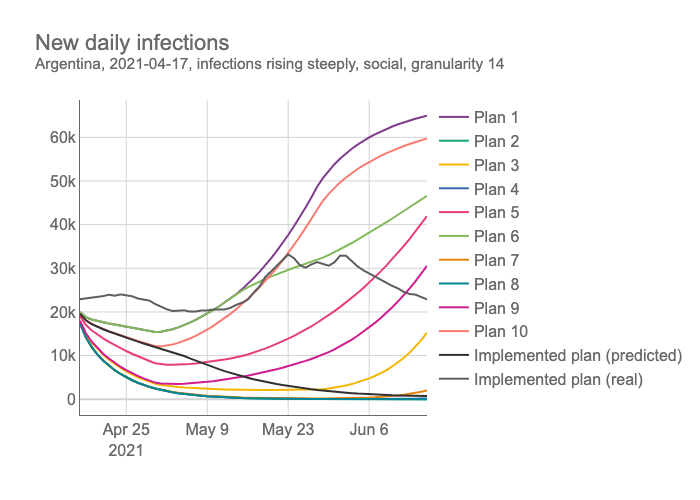 New daily infections
Argentina, 2021-04-17, infections rising steeply, social, granularity 14
60k
50k
40k
30k
20k
10k
0
Apr 25
2021
May 9
May 23
Jun 6
Plan 1
Plan 2
Plan 3
Plan 4
Plan 5
Plan 6
Plan 7
Plan 8
Plan 9
Plan 10
Implemented plan (predicted)
Implemented plan (real)